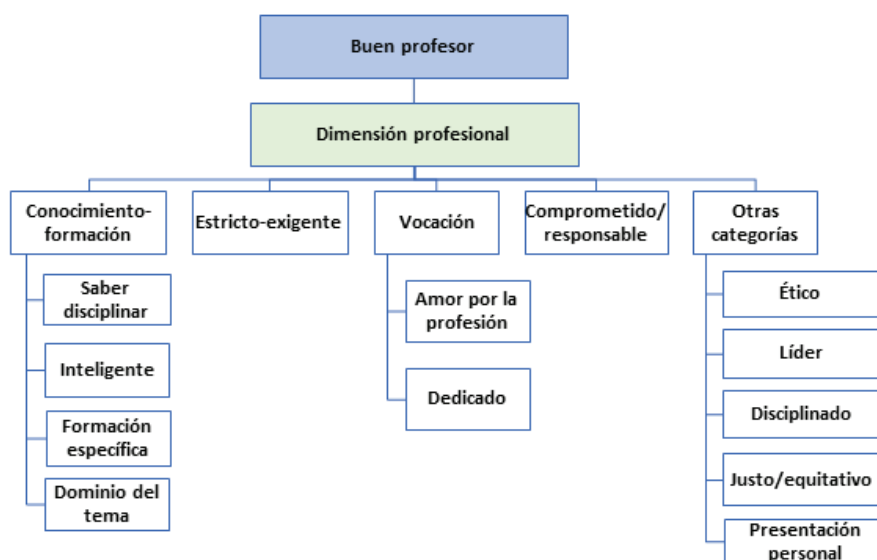 Buen profesor
Dimensión profesional
Conocimiento-
formación
Estricto-exigente
Vocación
Comprometido/
responsable
Otras
categorías
Saber
disciplinar
Inteligente
Formación
específica
Dominio del
tema
Amor por la
profesión
Dedicado
Ético
Líder
Disciplinado
Justo/equitativo
Presentación
personal